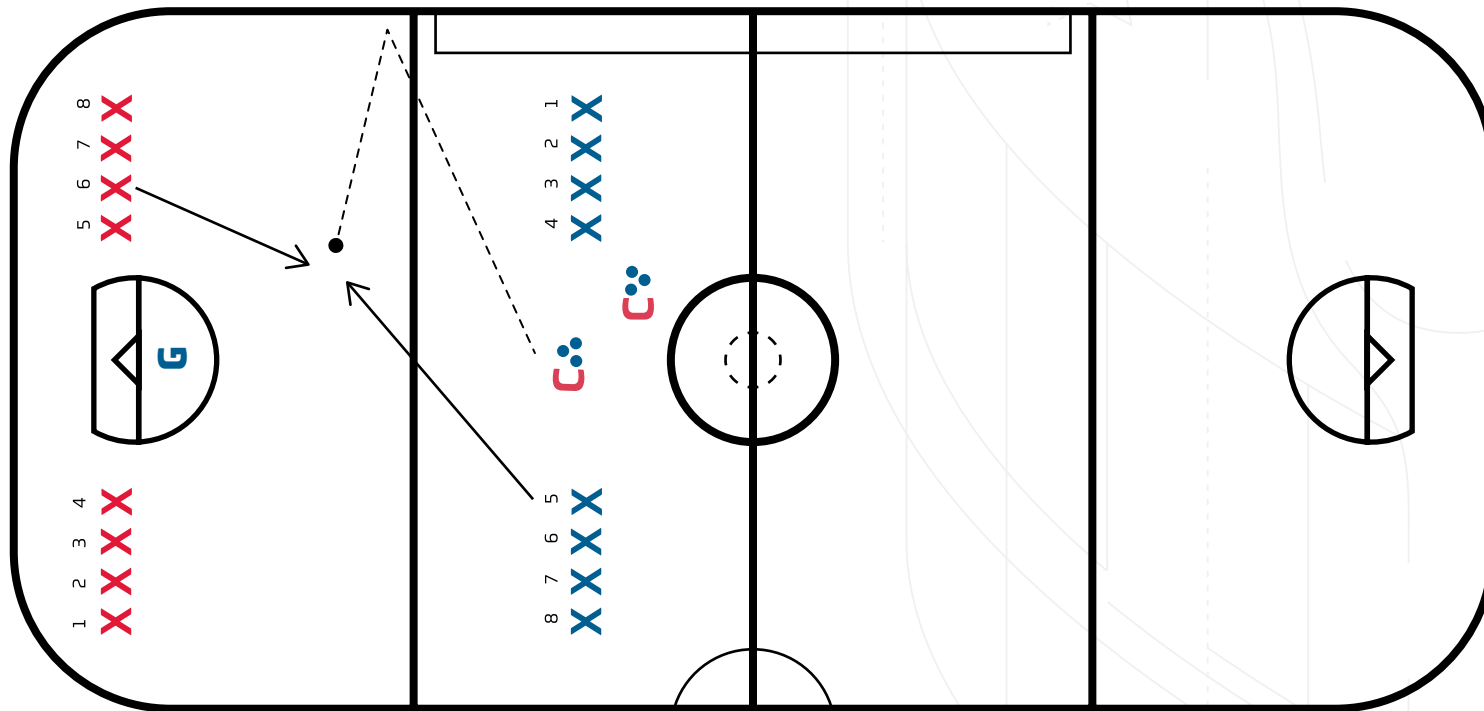 8 X 1 X
7 X 2 X
6 X 3 X
5 X 4 X
C
G
C
4 X 5 X
3 X 6 X
2 X 7 X
1 X 8 X